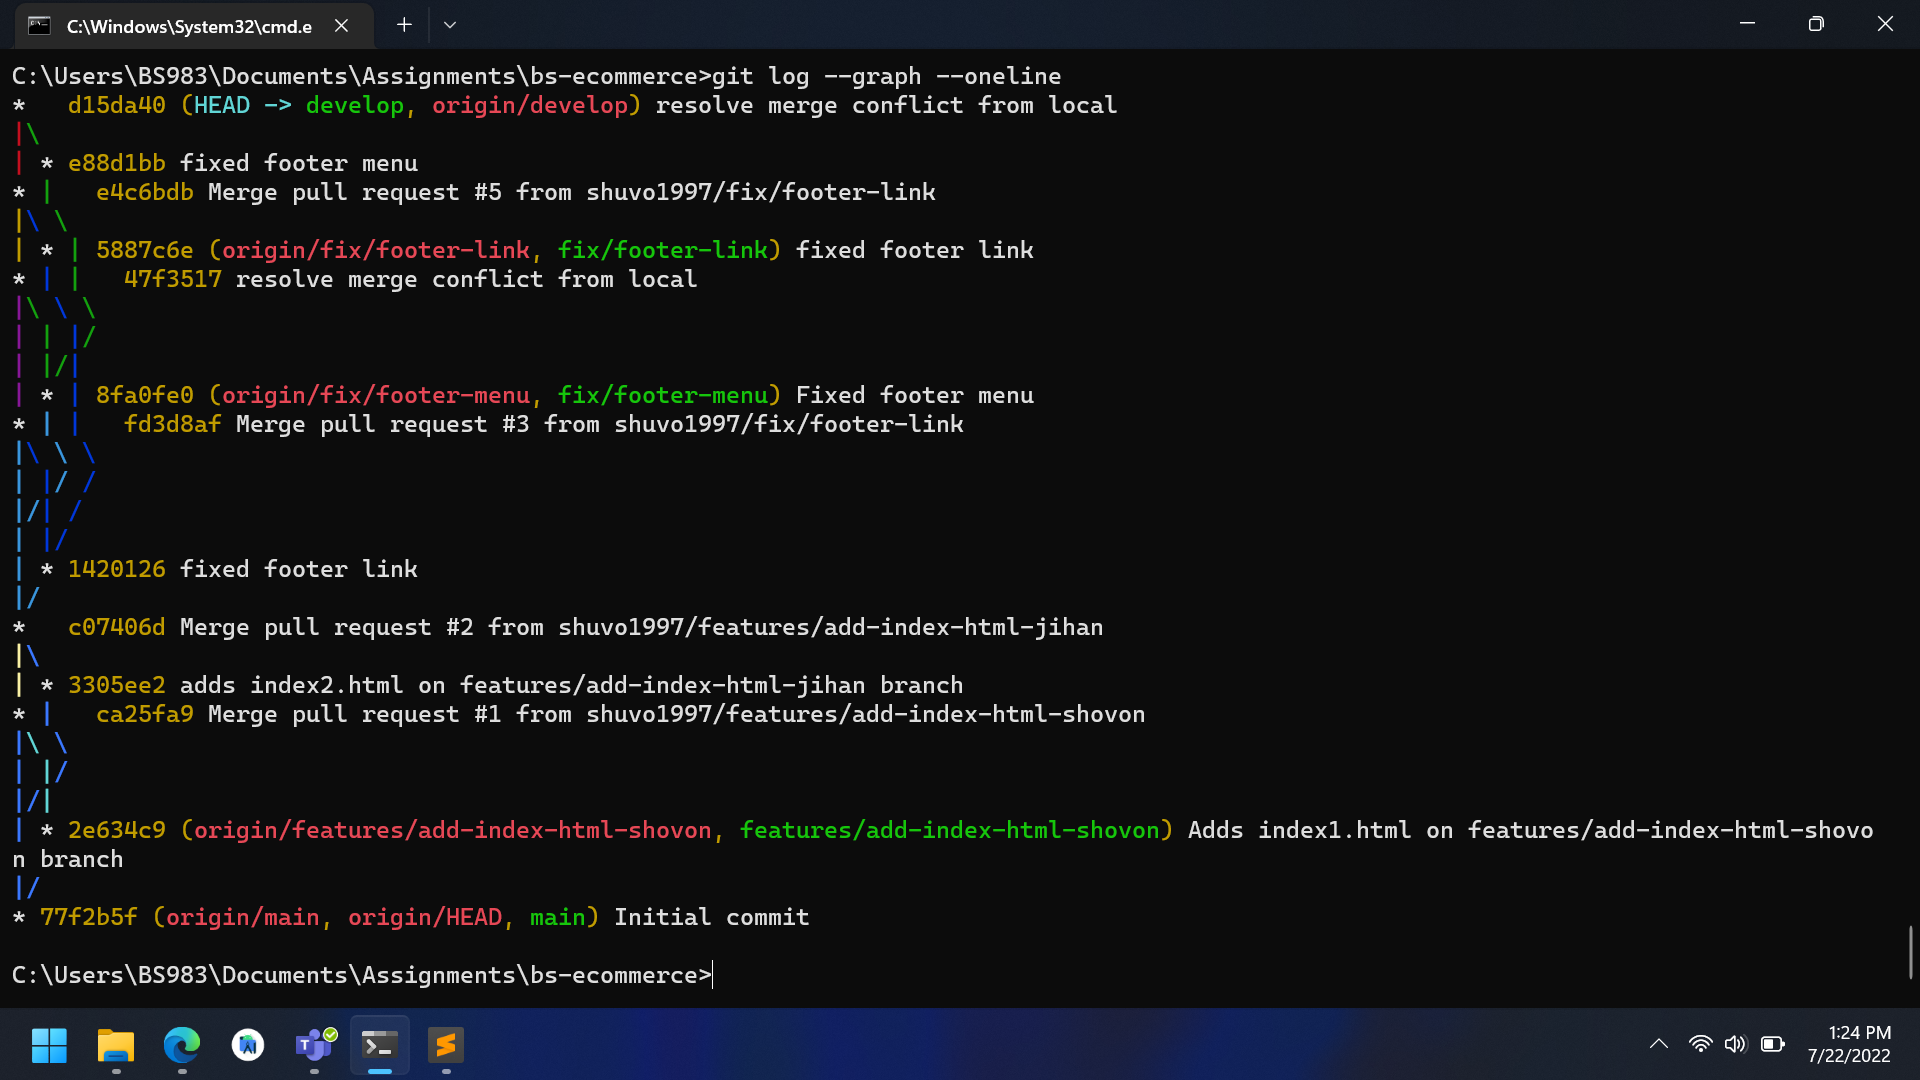 C:\Windows\System32\cmd.e
C:\Users\BS983\Documents\Assignments\bs-ecommerce>git log --graph --oneline
*   d15da40 (HEAD -> develop, origin/develop) resolve merge conflict from local
|\
| * e88d1bb fixed footer menu
* |   e4c6bdb Merge pull request #5 from shuvo1997/fix/footer-link
|\ \
| * | 5887c6e (origin/fix/footer-link, fix/footer-link) fixed footer link
* | |   47f3517 resolve merge conflict from local
|\ \ \
| | |/
| |/|
| * | 8fa0fe0 (origin/fix/footer-menu, fix/footer-menu) Fixed footer menu
* | |   fd3d8af Merge pull request #3 from shuvo1997/fix/footer-link
|\ \ \
| |/ /
|/| /
| |/
| * 1420126 fixed footer link
|/
*   c07406d Merge pull request #2 from shuvo1997/features/add-index-html-jihan
|\
| * 3305ee2 adds index2.html on features/add-index-html-jihan branch
* |   ca25fa9 Merge pull request #1 from shuvo1997/features/add-index-html-shovon
|\ \
| |/
|/|
| * 2e634c9 (origin/features/add-index-html-shovon, features/add-index-html-shovon) Adds index1.html on features/add-index-html-shovo
n branch
|/
* 77f2b5f (origin/main, origin/HEAD, main) Initial commit
C:\Users\BS983\Documents\Assignments\bs-ecommerce>
1:24 PM
7/22/2022